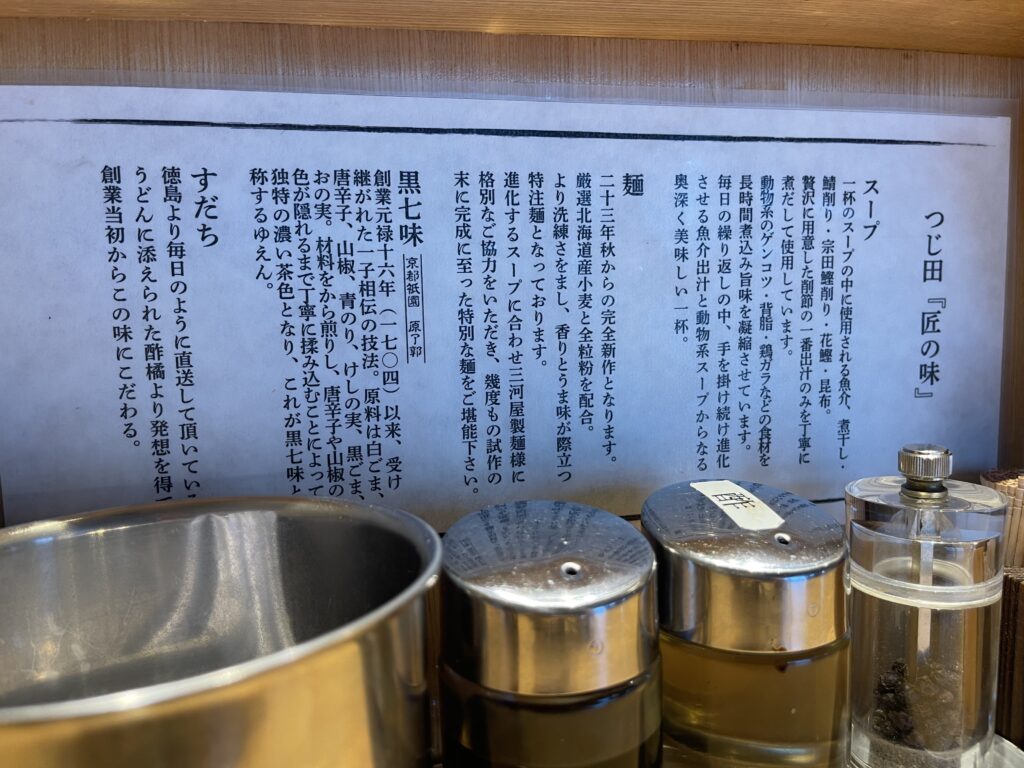 つじ田『匠の味』
スープ
一杯のスープの中に使用される魚介、煮干し・
鯖削り・宗田鰹削り・花鰹・昆布。
贅沢に用意した削節の一番出汁のみを丁寧に
煮だして使用しています。
動物系のゲンコツ・背脂・鶏ガラなどの食材を
長時間煮込み旨味を凝縮させています。
毎日の繰り返しの中、手を掛け続け進化
させる魚介出汁と動物系スープからなる
奥深く美味しい一杯。
麺
二十三年秋からの完全新作となります。
厳選北海道産小麦と全粒粉を配合。
より洗練さをまし、香りとうま味が際立つ
特注麺となっております。
進化するスープに合わせ三河屋製麺様に
格別なご協力をいただき、幾度もの試作の
末に完成に至った特別な麺をご堪能下さい。
黒七味 京都祇園 原了郭
創業元禄十六年(一七〇四)以来、受け
継がれた一子相伝の技法。原料は白ごま、
唐辛子、山椒、青のり、けしの実、黒ごま、
おの実。材料をから煎りし、唐辛子や山椒の
色が隠れるまで丁寧に揉み込むことによって
独特の濃い茶色となり、これが黒七味と
称するゆえん。
すだち
徳島より毎日のように直送して頂いている
うどんに添えられた酢橘より発想を得て
創業当初からこの味にこだわる。
酢